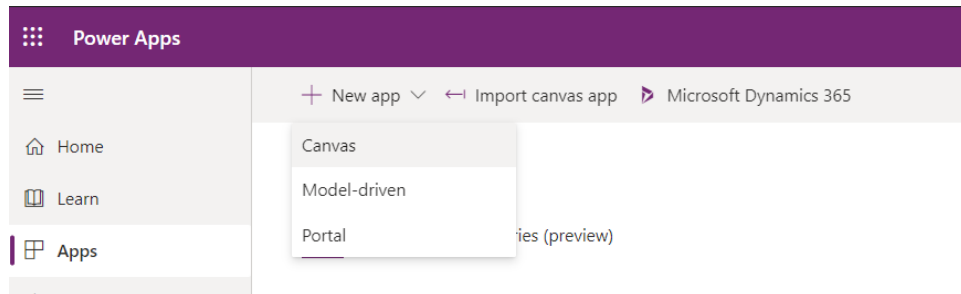 Power Apps
New app Import canvas app Microsoft Dynamics 365
Home
Canvas
Learn
Model-driven
Apps
Portal
ries (preview)